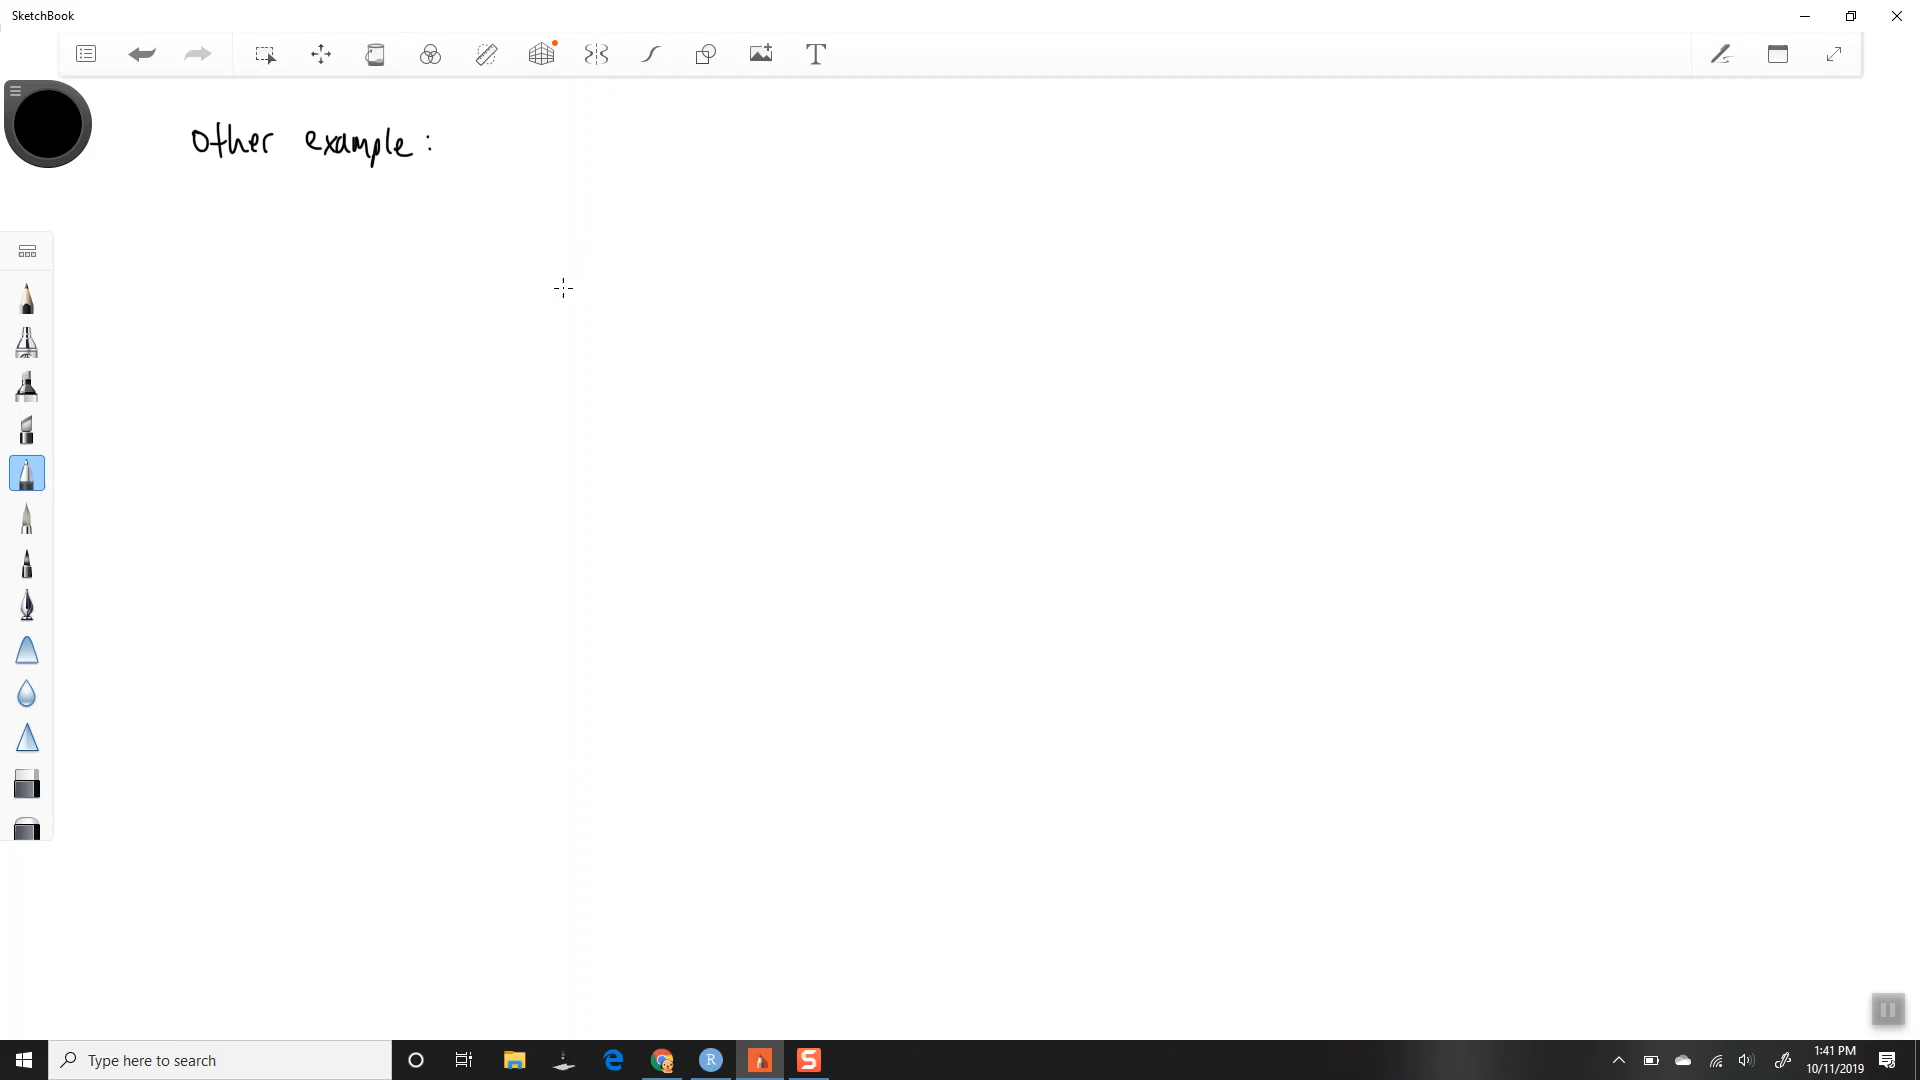 SketchBook
T
other example:
Type here to search
R
S
1:41 PM
10/11/2019